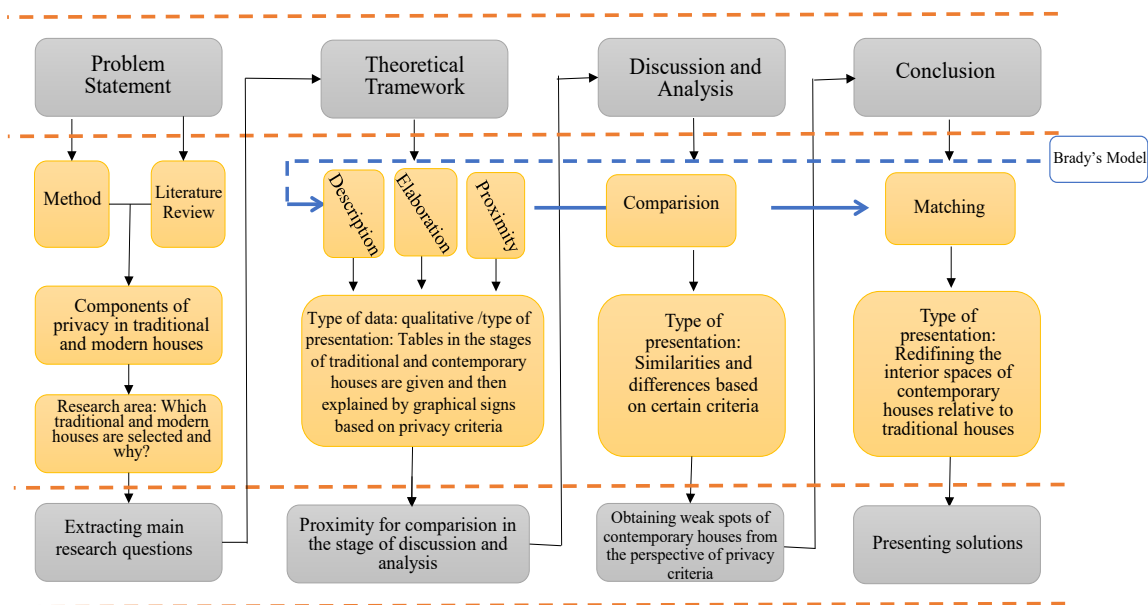 Problem
Statement
Theoretical
Tramework
Discussion and
Analysis
Conclusion
Brady's Model
Method
Literature
Review
Description
Elaboration
Proximity
Comparision
Matching
Components of
privacy in traditional
and modern houses
Type of data: qualitative /type of
presentation: Tables in the stages
of traditional and contemporary
houses are given and then
explained by graphical signs
based on privacy criteria
Type of
presentation:
Similarities and
differences based
on certain criteria
Type of
presentation:
Redifining the
interior spaces of
contemporary
houses relative to
traditional houses
Research area: Which
traditional and modern
houses are selected and
why?
Extracting main
research questions
Proximity for comparision in
the stage of discussion and
analysis
Obtaining weak spots of
contemporary houses from
the perspective of privacy
criteria
Presenting solutions